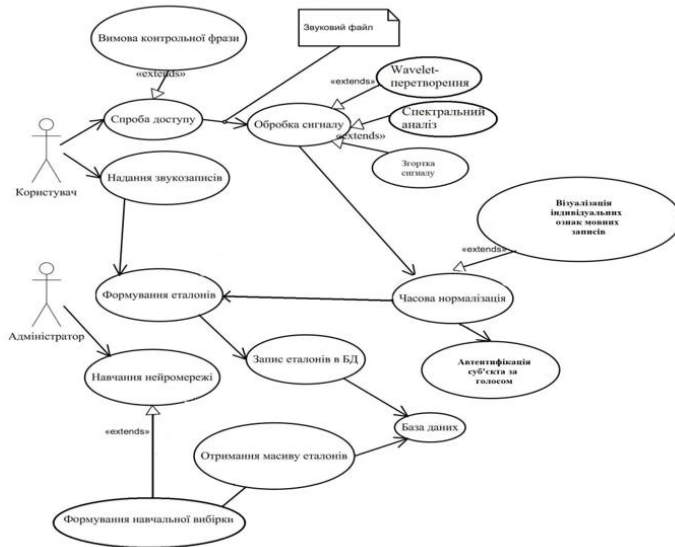 Звуковий файл
Вимова контрольної фрази
«extends»
Wavelet-
перетворення
«extends»
Спроба доступу
Обробка сигналу
Спектральний
аналіз
«extends»
Згортка
сигналу
Користувач
Надання звукозаписів
Візуалізація
індивідуальних
ознак мовних
записів
«extends»
Формування еталонів
Часова нормалізація
Адміністратор
Запис еталонів в БД
Автентифікація
суб'єкта за
голосом
Навчання нейромережі
База даних
«extends»
Отримання масиву еталонів
Формування навчальної вибірки